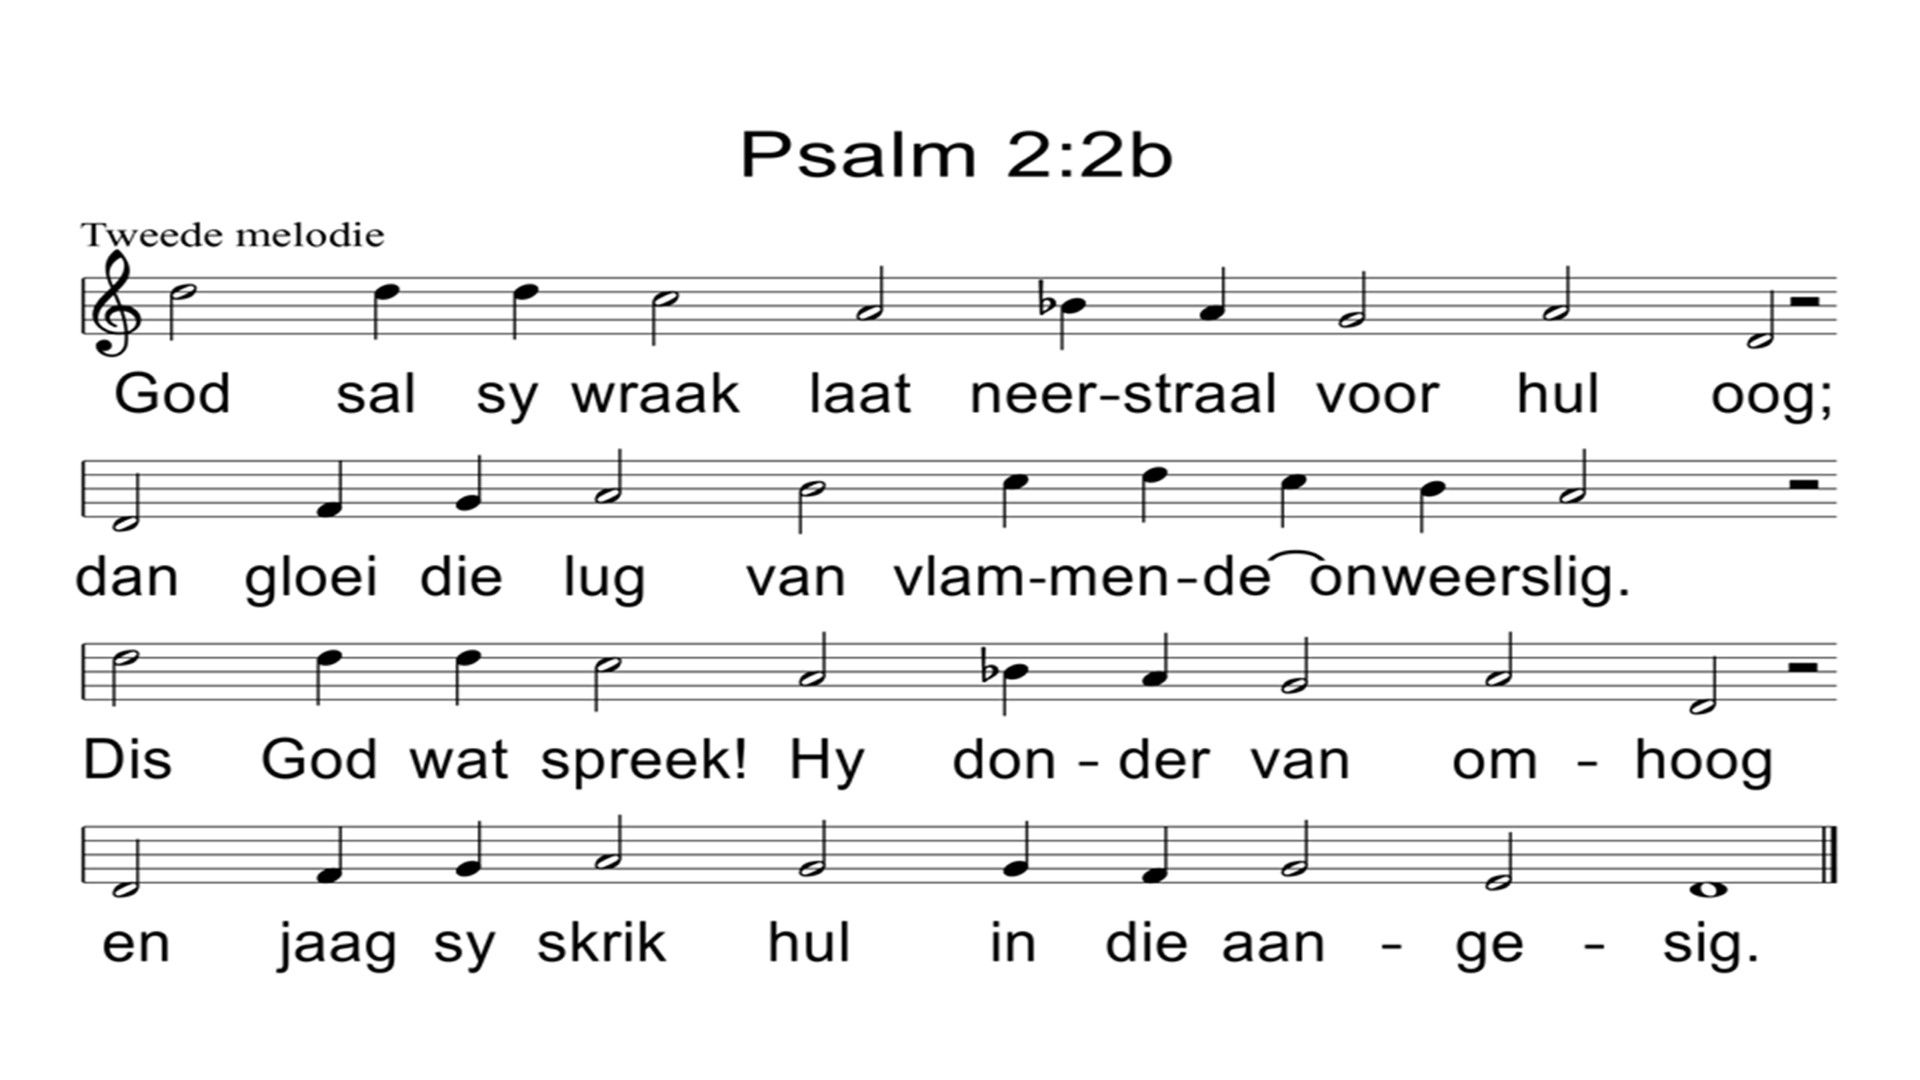 Psalm 2:2b
Tweede melodie
God sal sy wraak laat neer-straal voor hul oog;
dan gloei die lug van vlam-men-de onweerslig.
Dis God wat spreek! Hy don - der van om - hoog
en jaag sy skrik hul in die aan - ge - sig.